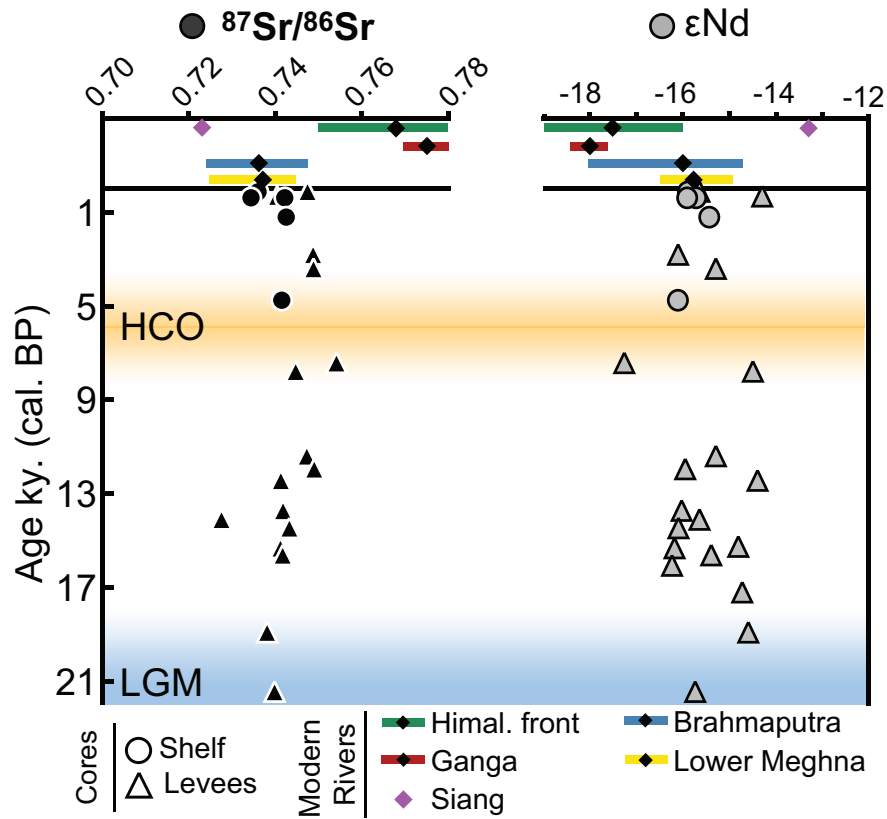 ⁸⁷Sr/⁸⁶Sr εNd
0.70 0.72 0.74 0.76 0.78 -18 -16 -14 -12
Age ky. (cal. BP)
1
5
HCO
9
13
17
21 LGM
Cores
Shelf
Levees
Modern Rivers
Himal. front Brahmaputra
Ganga Lower Meghna
Siang